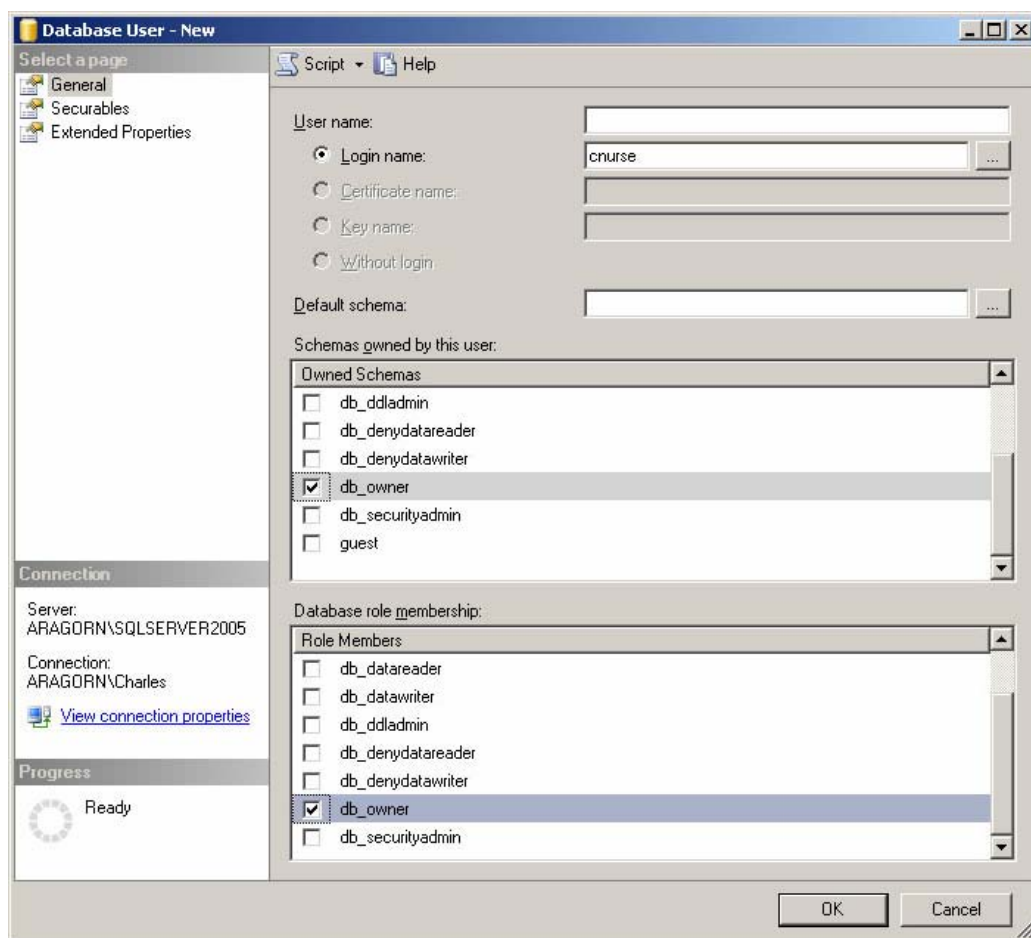 Database User - New
Select a page
General
Securables
Extended Properties
Script
Help
User name:
Login name:
cnurse
...
Certificate name:
Key name:
Without login
Default schema:
...
Schemas owned by this user:
Owned Schemas
db_ddladmin
db_denydatareader
db_denydatawriter
db_owner
db_securityadmin
guest
Database role membership:
Role Members
db_datareader
db_datawriter
db_ddladmin
db_denydatareader
db_denydatawriter
db_owner
db_securityadmin
Connection
Server:
ARAGORN\SQLSERVER2005
Connection:
ARAGORN\Charles
View connection properties
Progress
Ready
OK
Cancel